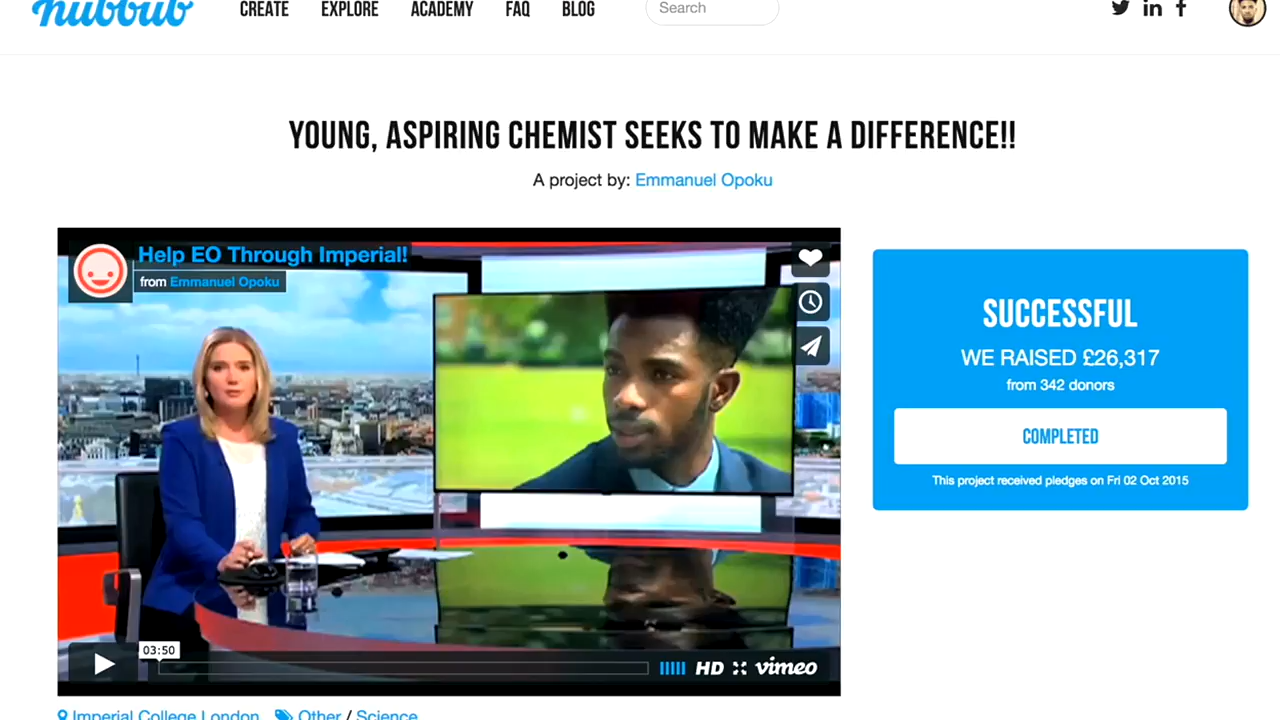 hubbub
CREATE EXPLORE ACADEMY FAQ BLOG Search
YOUNG, ASPIRING CHEMIST SEEKS TO MAKE A DIFFERENCE!!
A project by: Emmanuel Opoku
Help EO Through Imperial!
from Emmanuel Opoku
SUCCESSFUL
WE RAISED £26,317
from 342 donors
COMPLETED
This project received pledges on Fri 02 Oct 2015
03:50
HD vimeo
Imperial College London Other / Science